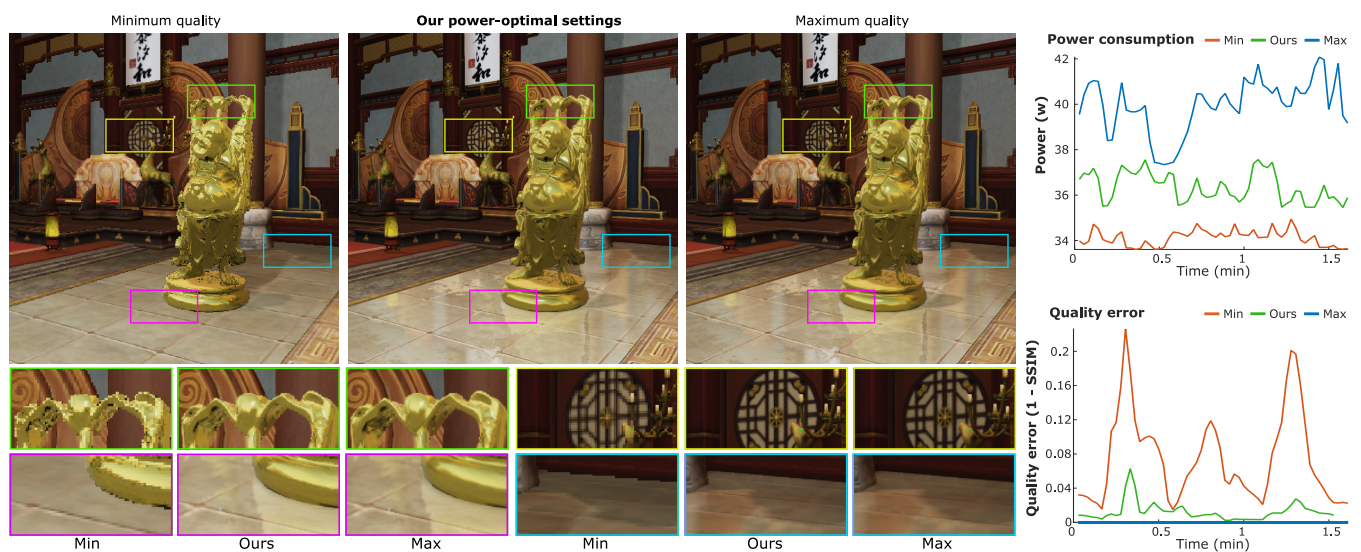 Minimum quality
Our power-optimal settings
Maximum quality
汐
和
Power consumption
Min
Ours
Max
42
40
38
36
34
Power (w)
0.5
1
1.5
Time (min)
Quality error
Min
Ours
Max
0.2
0.16
0.12
0.08
0.04
0
Quality error (1 - SSIM)
0.5
1
1.5
Time (min)
Min
Ours
Max
Min
Ours
Max